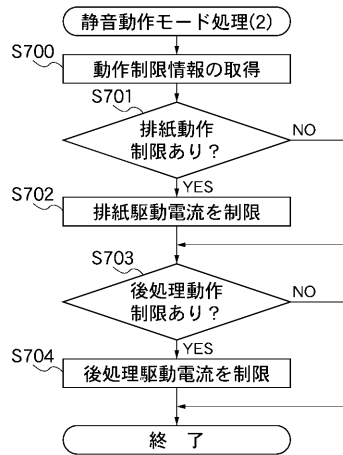 静音動作モード処理(2)
S700
動作制限情報の取得
S701
排紙動作
制限あり？
NO
YES
S702
排紙駆動電流を制限
S703
後処理動作
制限あり？
NO
YES
S704
後処理駆動電流を制限
終 了